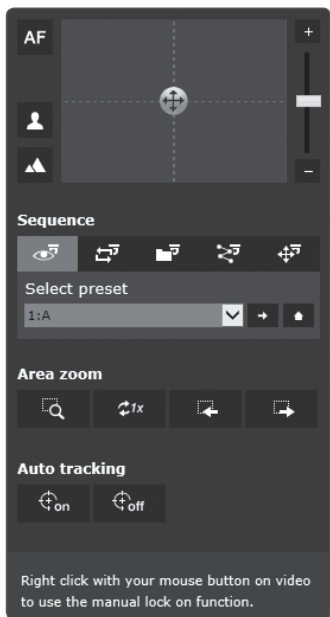 AF
+
−
Sequence
Select preset
1:A
Area zoom
1x
Auto tracking
on
off
Right click with your mouse button on video
to use the manual lock on function.